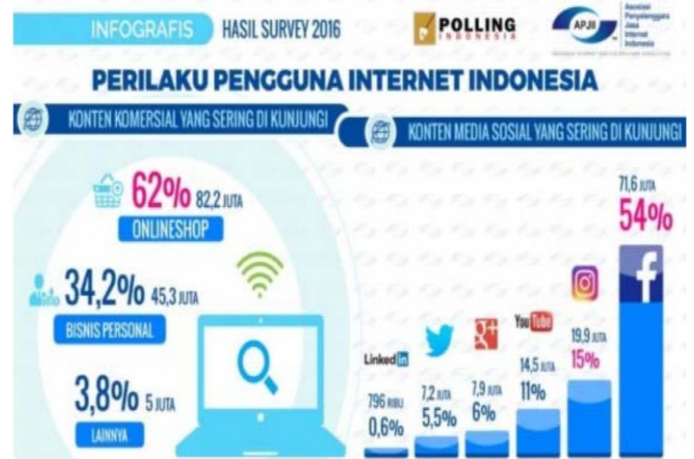 INFOGRAFIS HASIL SURVEY 2016
POLLING
INDONESIA
APJII
Asosiasi
Penyelenggara
Jasa
Internet
Indonesia
PERILAKU PENGGUNA INTERNET INDONESIA
KONTEN KOMERSIAL YANG SERING DI KUNJUNGI
62% 82,2 JUTA
ONLINESHOP
34,2% 45,3 JUTA
BISNIS PERSONAL
3,8% 5 JUTA
LAINNYA
KONTEN MEDIA SOSIAL YANG SERING DI KUNJUNGI
Linked in
796 RIBU
0,6%
7,2 JUTA
5,5%
g+
7,9 JUTA
6%
YouTube
14,5 JUTA
11%
19,9 JUTA
15%
71,6 JUTA
54%
f